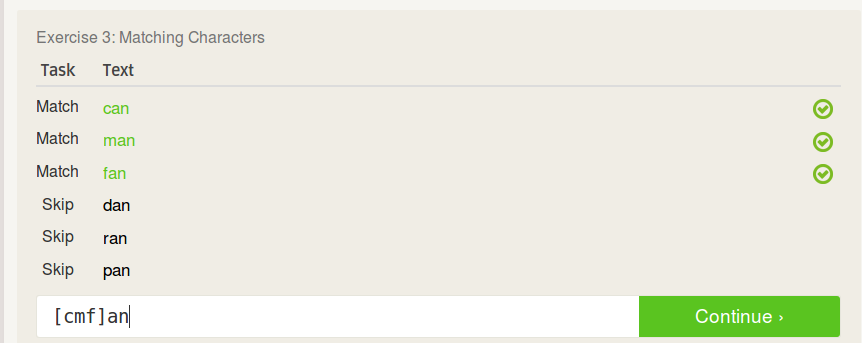 Exercise 3: Matching Characters
Task Text
Match can
Match man
Match fan
Skip dan
Skip ran
Skip pan
[cmf]an
Continue ›